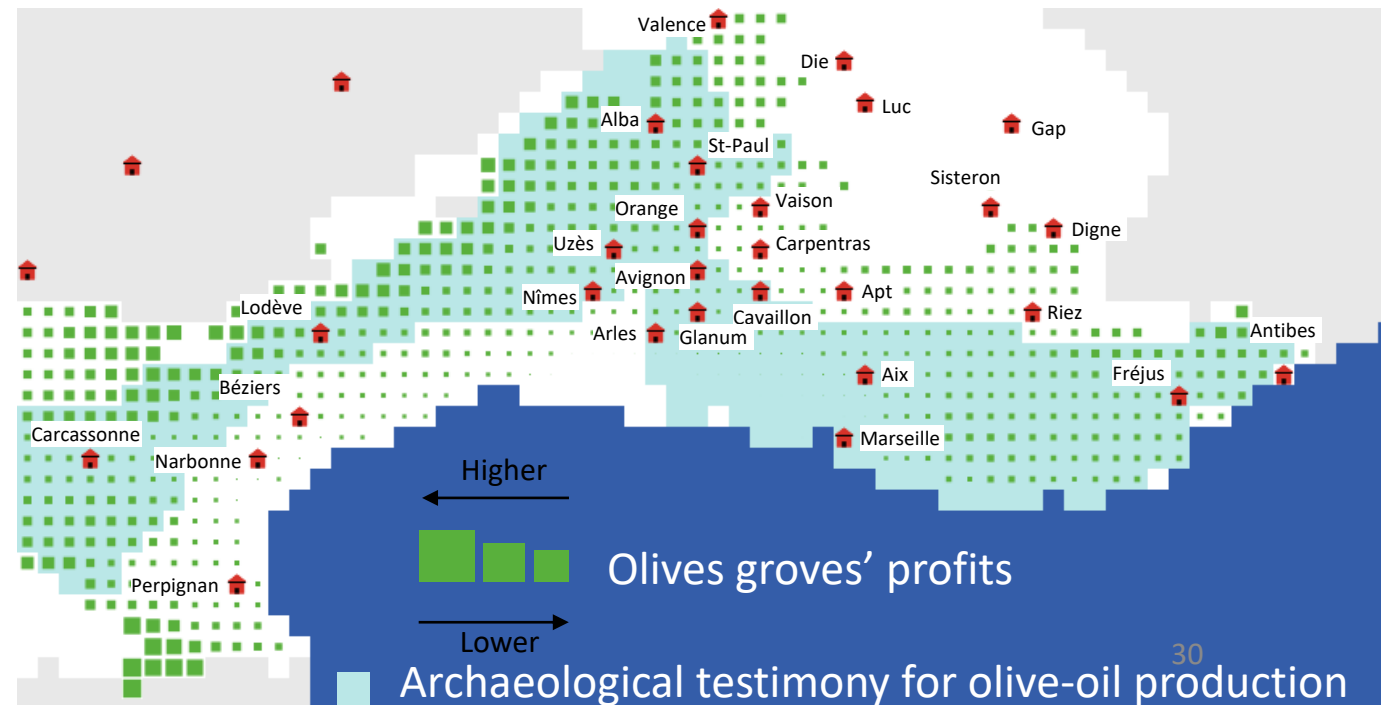 Valence
Die
Luc
Alba
Gap
St-Paul
Sisteron
Vaison
Orange
Digne
Uzès
Carpentras
Avignon
Nîmes
Apt
Lodève
Cavaillon
Riez
Arles
Glanum
Antibes
Aix
Fréjus
Béziers
Carcassonne
Marseille
Narbonne
Higher
Olives groves’ profits
Perpignan
Lower
30
Archaeological testimony for olive-oil production